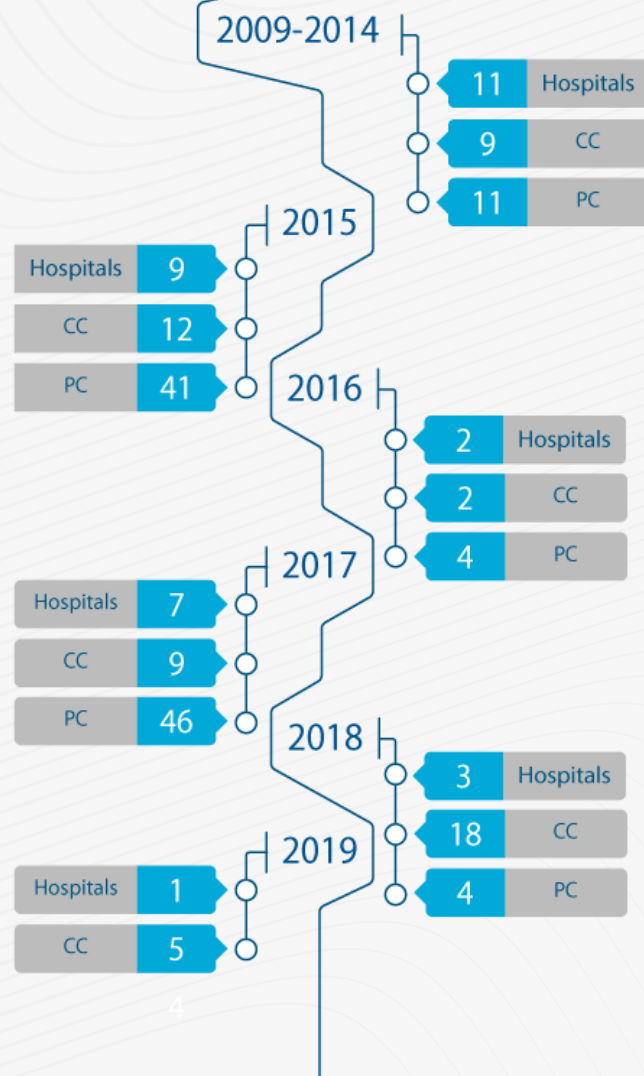 2009-2014
11 Hospitals
9 CC
11 PC
2015
Hospitals 9
CC 12
PC 41
2016
2 Hospitals
2 CC
4 PC
2017
Hospitals 7
CC 9
PC 46
2018
3 Hospitals
18 CC
4 PC
2019
Hospitals 1
CC 5
4